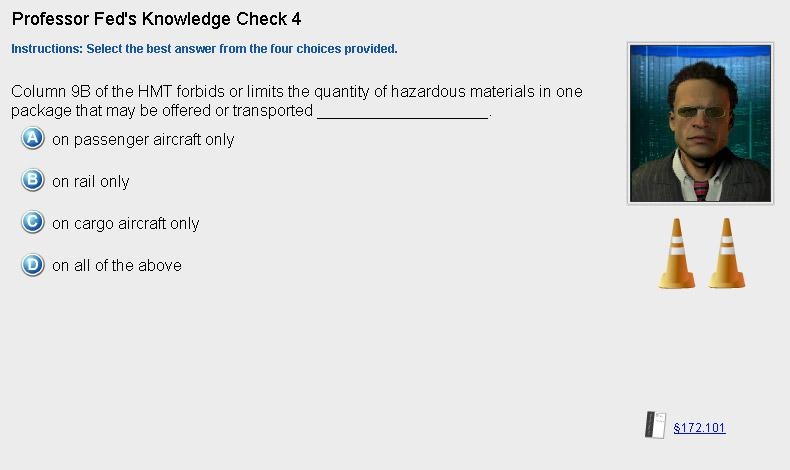 Professor Fed's Knowledge Check 4
Instructions: Select the best answer from the four choices provided.
Column 9B of the HMT forbids or limits the quantity of hazardous materials in one
package that may be offered or transported ____________________.
A on passenger aircraft only
B on rail only
C on cargo aircraft only
D on all of the above
§172.101